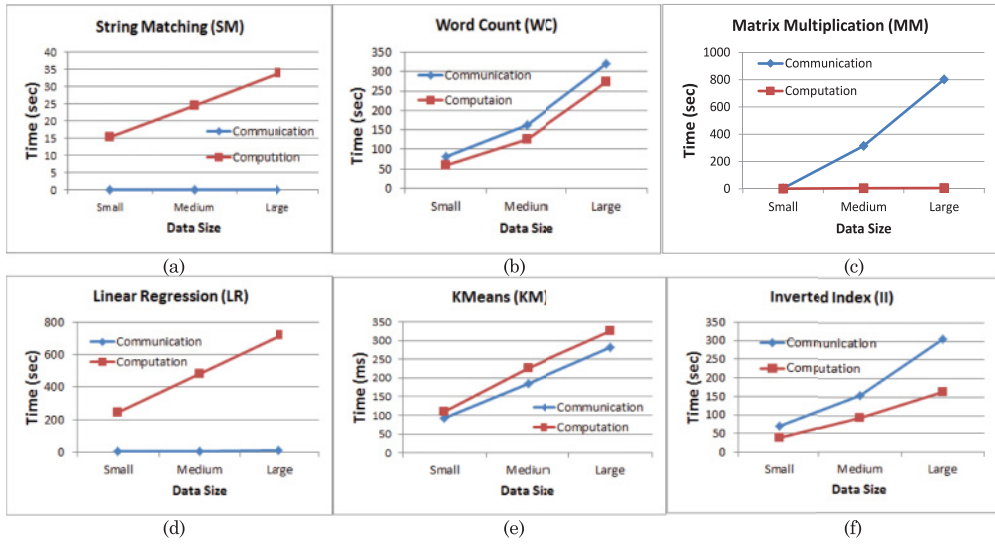 String Matching (SM)
40
35
30
25
20
15
10
5
0
Time (sec)
Communication
Computition
Small Medium Large
Data Size
(a)
Word Count (WC)
350
300
250
200
150
100
50
0
Time (sec)
Communication
Computaion
Small Medium Large
Data Size
(b)
Matrix Multiplication (MM)
1000
800
600
400
200
0
Time (sec)
Communication
Computation
Small Medium Large
Data Size
(c)
Linear Regression (LR)
800
600
400
200
0
Time (sec)
Communication
Computation
Small Medium Large
Data Size
(d)
KMeans (KM)
350
300
250
200
150
100
50
0
Time (ms)
Communication
Computation
Small Medium Large
Data Size
(e)
Inverted Index (II)
350
300
250
200
150
100
50
0
Time (sec)
Communication
Computation
Small Medium Large
Data Size
(f)